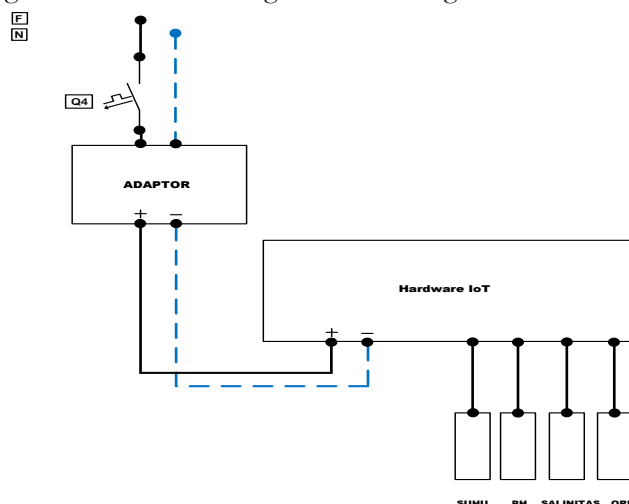 F
N
Q4
ADAPTOR
+ −
Hardware IoT
+ −
SUHU PH SALINITAS